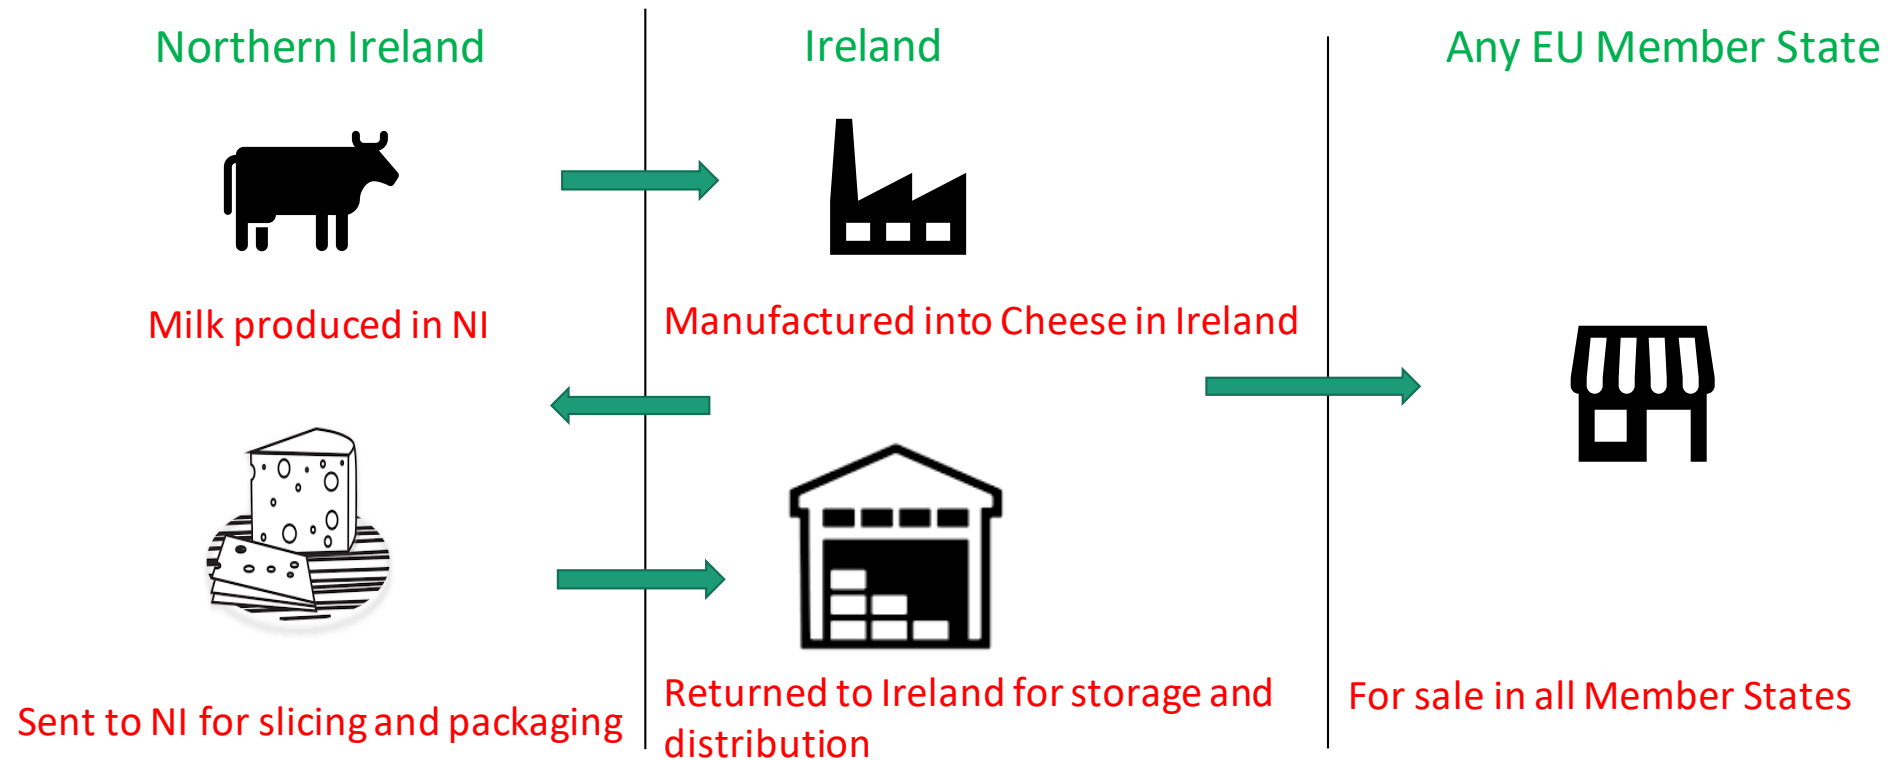 Northern Ireland
Ireland
Any EU Member State
Milk produced in NI
Manufactured into Cheese in Ireland
Sent to NI for slicing and packaging
Returned to Ireland for storage and
distribution
For sale in all Member States